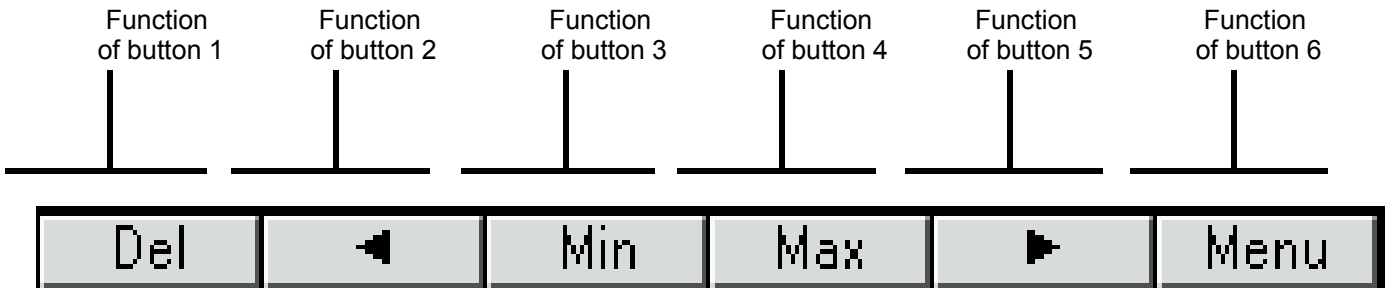 Function of button 1
Function of button 2
Function of button 3
Function of button 4
Function of button 5
Function of button 6
Del ◄ Min Max ► Menu